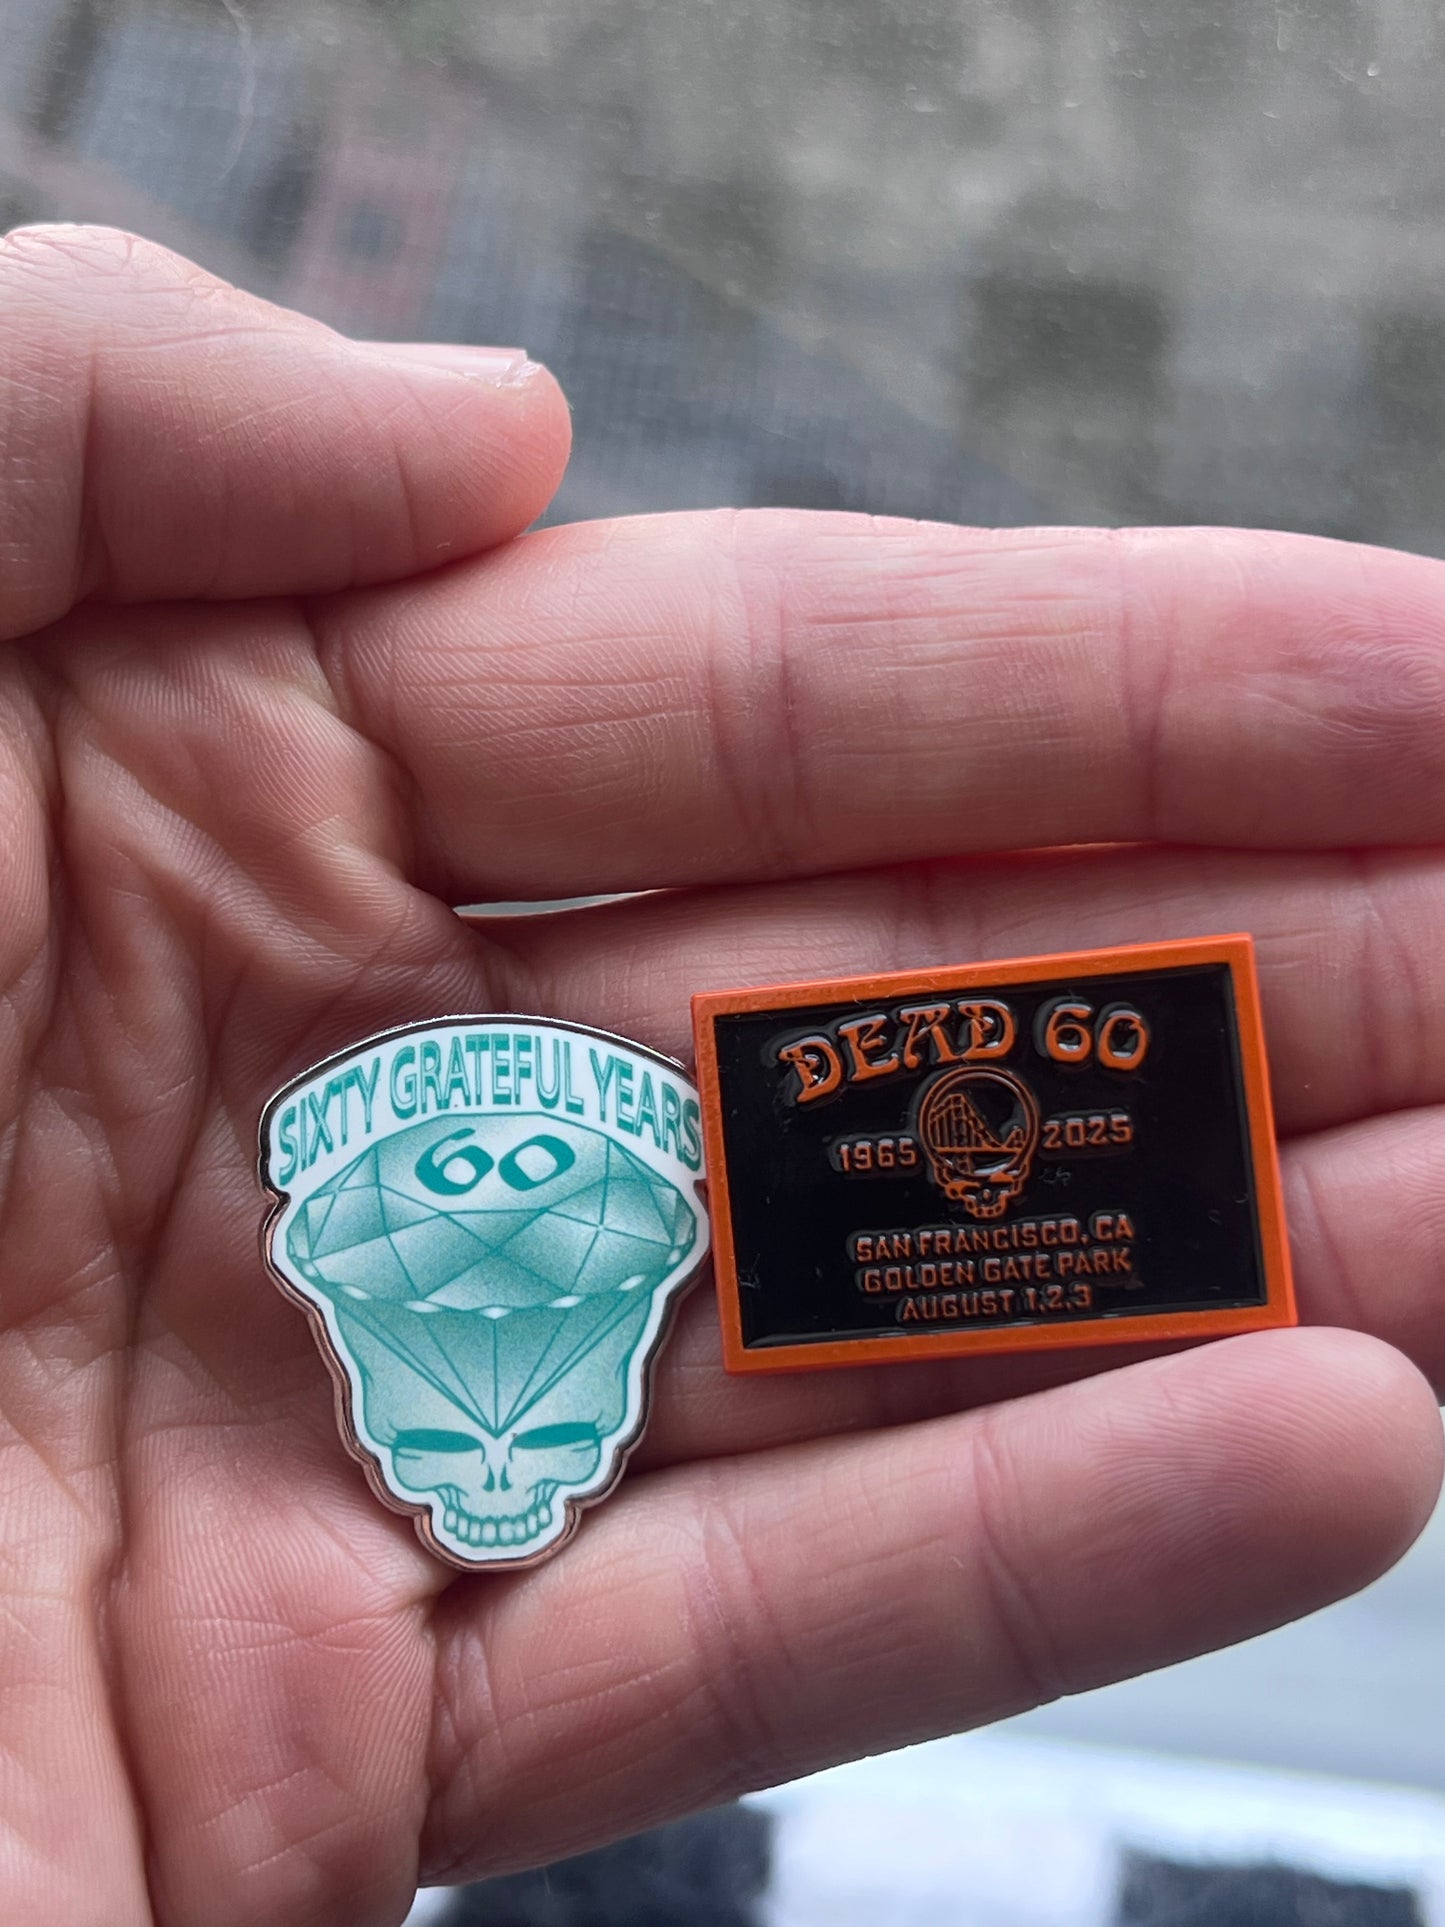 SIXTY GRATEFUL YEARS
60
DEAD 60
1965 2025
SAN FRANCISCO, CA
GOLDEN GATE PARK
AUGUST 1,2,3